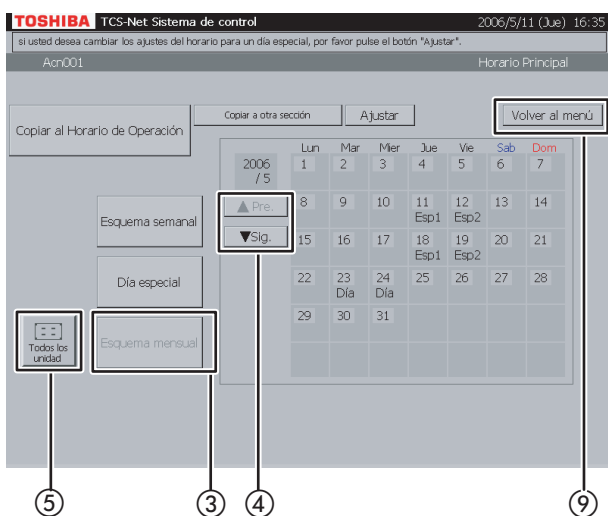 TOSHIBA TCS-Net Sistema de control 2006/5/11 (Jue) 16:35
si usted desea cambiar los ajustes del horario para un día especial, por favor pulse el botón "Ajustar".
Acn001 Horario Principal
Copiar al Horario de Operación
Copiar a otra sección
Ajustar
Volver al menú
2006
/ 5
Lun Mar Mier Jue Vie Sab Dom
1 2 3 4 5 6 7
▲ Pre.
8 9 10 11 12 13 14
Esp1 Esp2
Esquema semanal
▼Sig.
15 16 17 18 19 20 21
Esp1 Esp2
Día especial
22 23 24 25 26 27 28
Día Día
29 30 31
Todos los
unidad
Esquema mensual
⑤ ③ ④ ⑨